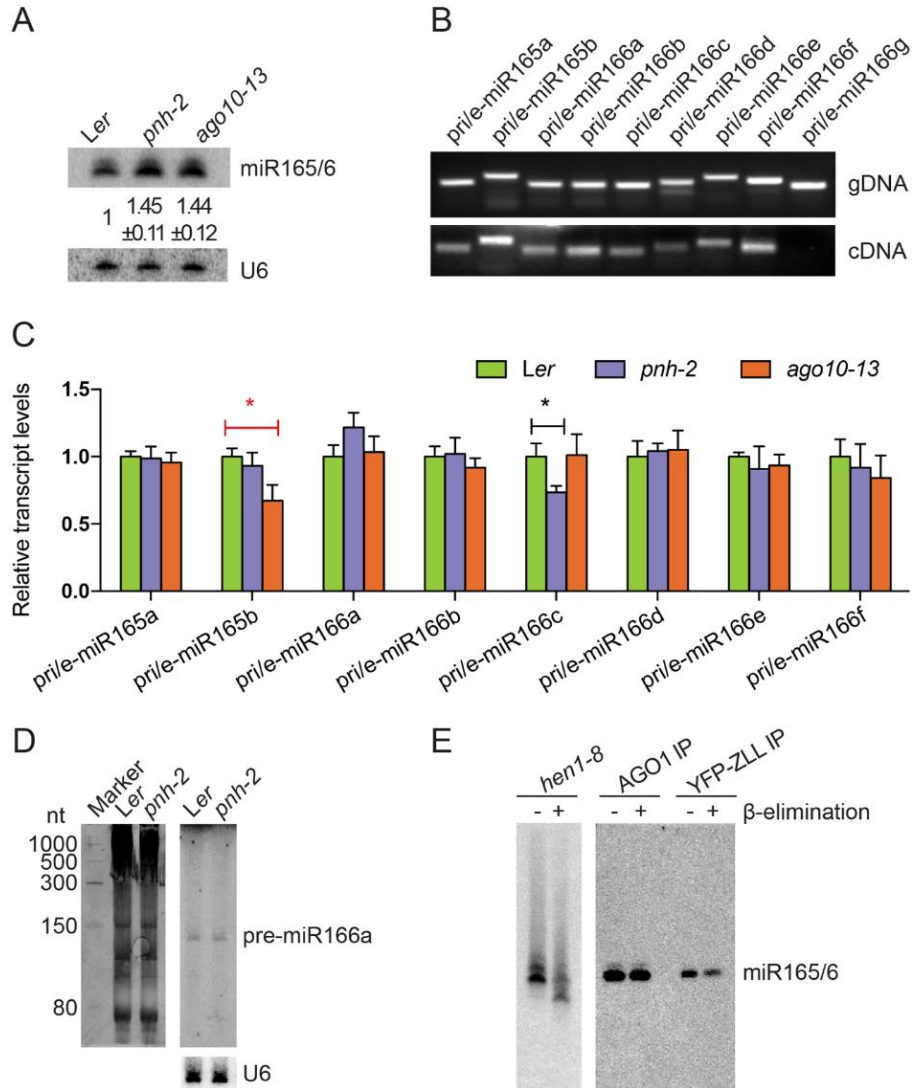 A
Ler pnh-2 ago10-13
miR165/6
1 1.45 ±0.11 1.44 ±0.12
U6
B
pri/e-miR165a pri/e-miR165b pri/e-miR166a pri/e-miR166b pri/e-miR166c pri/e-miR166d pri/e-miR166e pri/e-miR166f pri/e-miR166g
gDNA
cDNA
C
Ler pnh-2 ago10-13
Relative transcript levels
1.5
1.0
0.5
0.0
* *
pri/e-miR165a pri/e-miR165b pri/e-miR166a pri/e-miR166b pri/e-miR166c pri/e-miR166d pri/e-miR166e pri/e-miR166f
D
nt Marker Ler pnh-2 Ler pnh-2
1000
500
300
150
80
pre-miR166a
U6
E
hen1-8 AGO1 IP YFP-ZLL IP
- + - + - + β-elimination
miR165/6